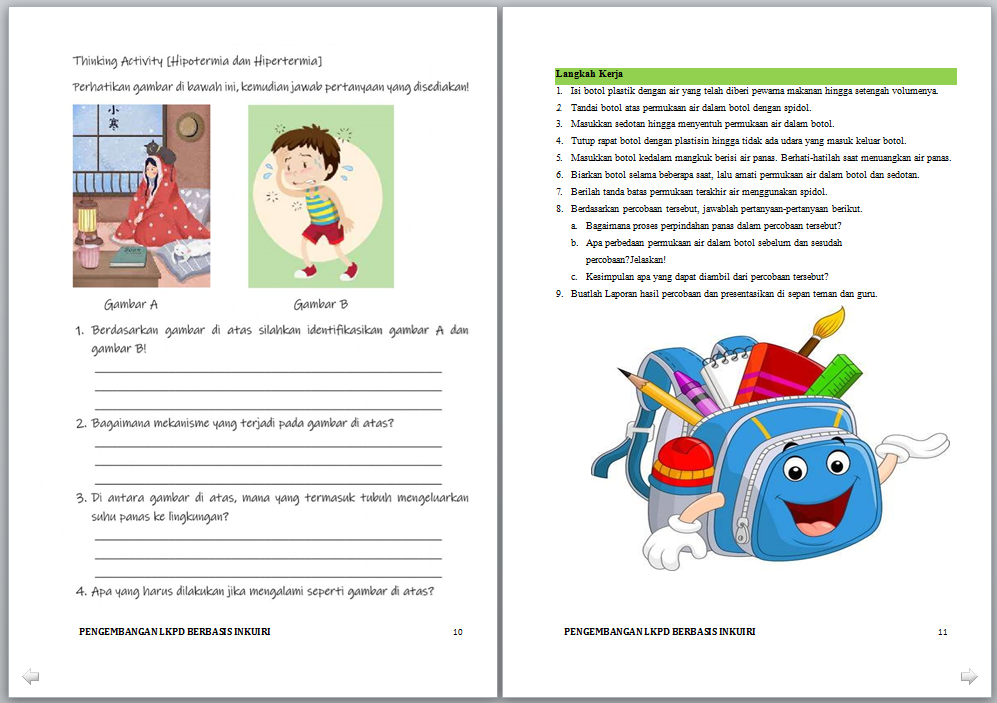 Thinking Activity [Hipotermia dan Hipertermia]
Perhatikan gambar di bawah ini, kemudian jawab pertanyaan yang disediakan!
小
寒
Gambar A
Gambar B
1. Berdasarkan gambar di atas silahkan identifikasikan gambar A dan
gambar B!
2. Bagaimana mekanisme yang terjadi pada gambar di atas?
3. Di antara gambar di atas, mana yang termasuk tubuh mengeluarkan
suhu panas ke lingkungan?
4. Apa yang harus dilakukan jika mengalami seperti gambar di atas?
PENGEMBANGAN LKPD BERBASIS INKUIRI
10
Langkah Kerja
1. Isi botol plastik dengan air yang telah diberi pewarna makanan hingga setengah volumenya.
2 Tandai botol atas permukaan air dalam botol dengan spidol.
3. Masukkan sedotan hingga menyentuh permukaan air dalam botol.
4. Tutup rapat botol dengan plastisin hingga tidak ada udara yang masuk keluar botol.
5. Masukkan botol kedalam mangkuk berisi air panas. Berhati-hatilah saat menuangkan air panas.
6. Biarkan botol selama beberapa saat, lalu amati permukaan air dalam botol dan sedotan.
7. Berilah tanda batas permukaan terakhir air menggunakan spidol.
8. Berdasarkan percobaan tersebut, jawablah pertanyaan-pertanyaan berikut.
a. Bagaimana proses perpindahan panas dalam percobaan tersebut?
b. Apa perbedaan permukaan air dalam botol sebelum dan sesudah
percobaan?Jelaskan!
c. Kesimpulan apa yang dapat diambil dari percobaan tersebut?
9. Buatlah Laporan hasil percobaan dan presentasikan di sepan teman dan guru.
PENGEMBANGAN LKPD BERBASIS INKUIRI
11